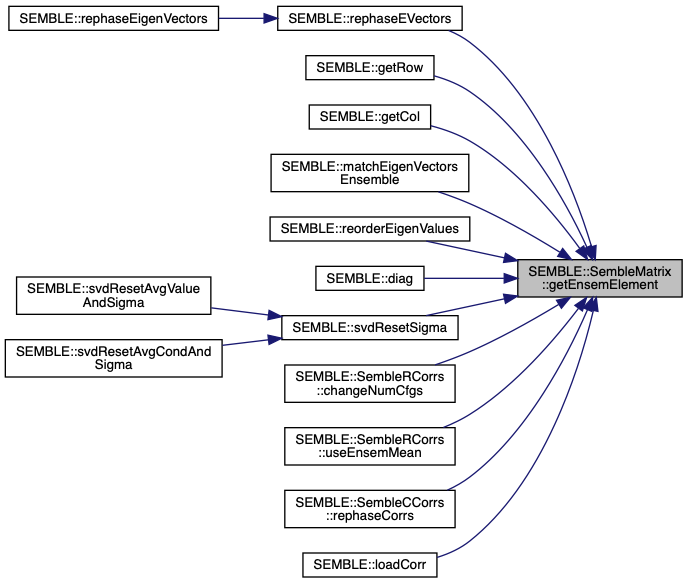 SEMBLE::rephaseEigenVectors
SEMBLE::rephaseEVectors
SEMBLE::getRow
SEMBLE::getCol
SEMBLE::matchEigenVectors
Ensemble
SEMBLE::reorderEigenValues
SEMBLE::SembleMatrix
::getEnsemElement
SEMBLE::diag
SEMBLE::svdResetAvgValue
AndSigma
SEMBLE::svdResetSigma
SEMBLE::svdResetAvgCondAnd
Sigma
SEMBLE::SembleRCorrs
::changeNumCfgs
SEMBLE::SembleRCorrs
::useEnsemMean
SEMBLE::SembleCCorrs
::rephaseCorrs
SEMBLE::loadCorr